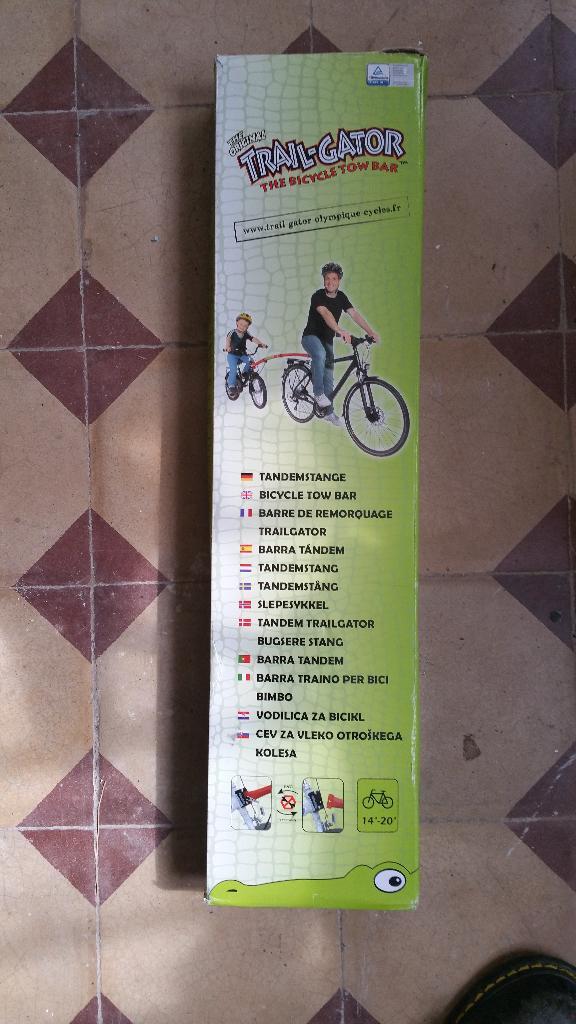 THE
ORIGINAL
TRAIL-GATOR™
THE BICYCLE TOW BAR
www.trail gator olympique-cycles.fr
TANDEMSTANGE
BICYCLE TOW BAR
BARRE DE REMORQUAGE
TRAILGATOR
BARRA TÁNDEM
TANDEMSTANG
TANDEMSTÄNG
SLEPESYKKEL
TANDEM TRAILGATOR
BUGSERE STANG
BARRA TANDEM
BARRA TRAINO PER BICI
BIMBO
VODILICA ZA BICIKL
CEV ZA VLEKO OTROŠKEGA
KOLESA
14"-20"